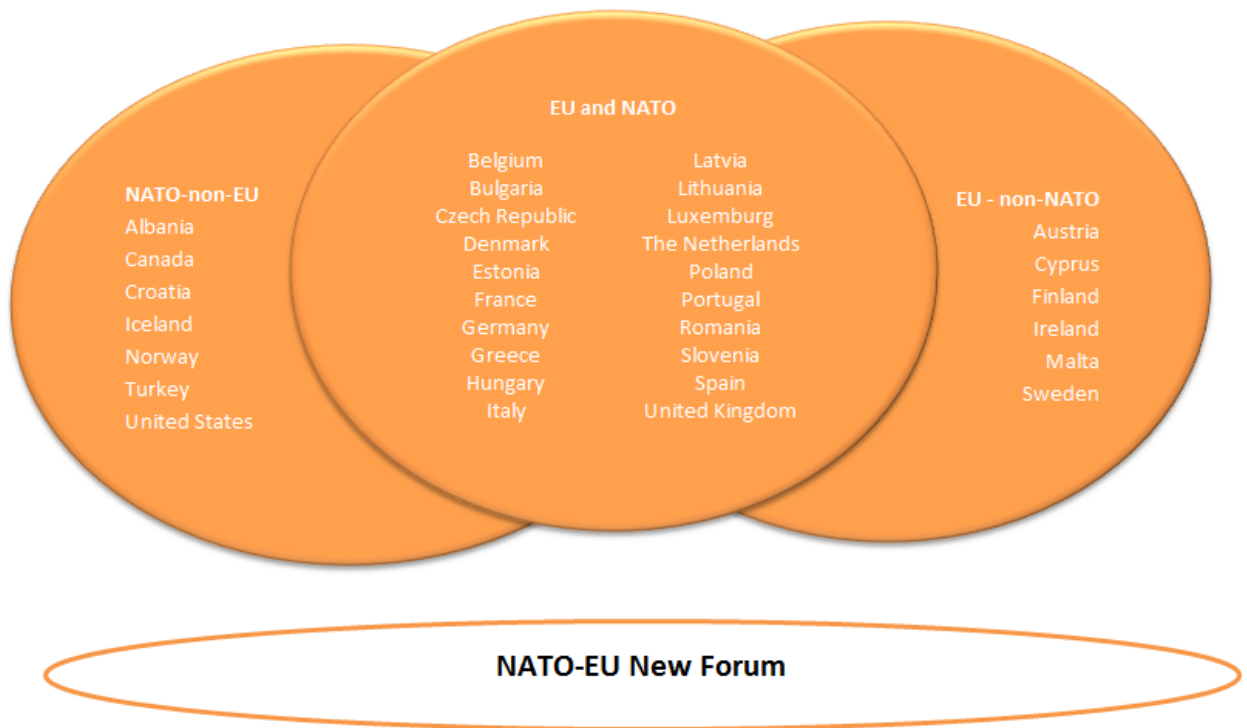 NATO-non-EU
Albania
Canada
Croatia
Iceland
Norway
Turkey
United States
EU and NATO
Belgium
Bulgaria
Czech Republic
Denmark
Estonia
France
Germany
Greece
Hungary
Italy
Latvia
Lithuania
Luxemburg
The Netherlands
Poland
Portugal
Romania
Slovenia
Spain
United Kingdom
EU - non-NATO
Austria
Cyprus
Finland
Ireland
Malta
Sweden
NATO-EU New Forum